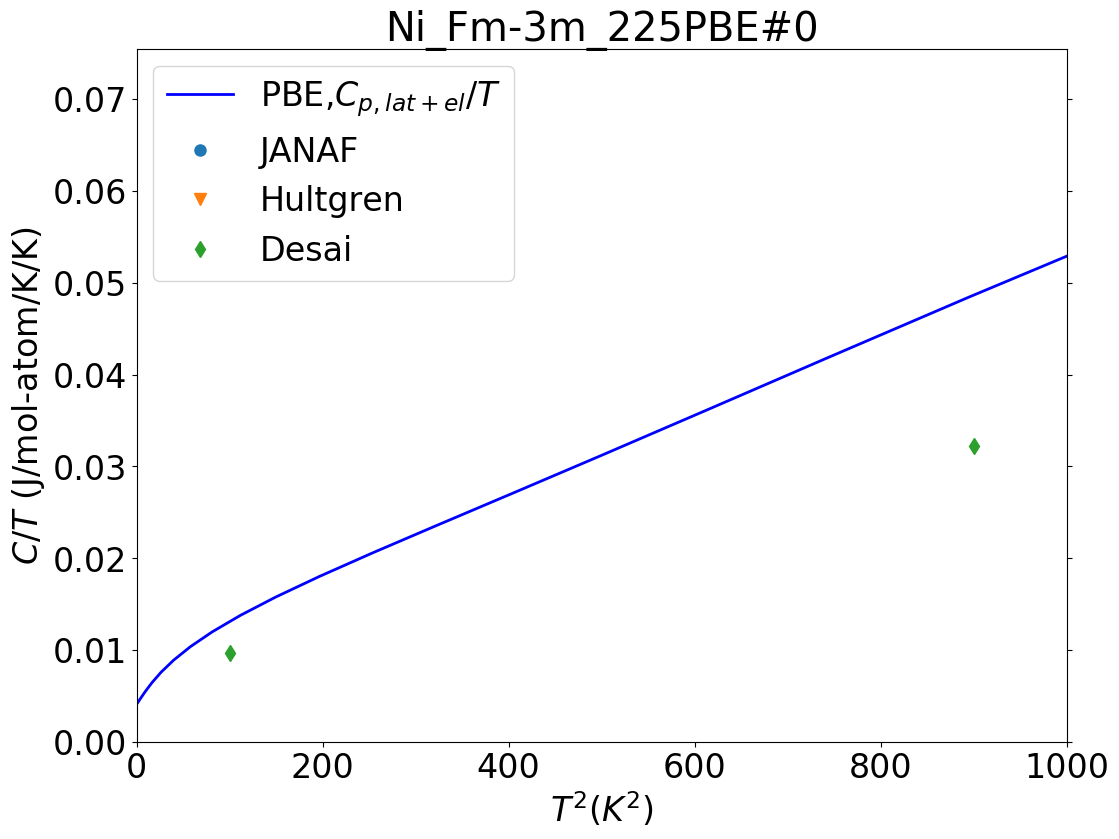 Ni_Fm-3m_225PBE#0
PBE,$C_{p, lat+el}/T$
JANAF
Hultgren
Desai
0.07
0.06
0.05
0.04
0.03
0.02
0.01
0.00
C/T (J/mol-atom/K/K)
0 200 400 600 800 1000
$T^2(K^2)$